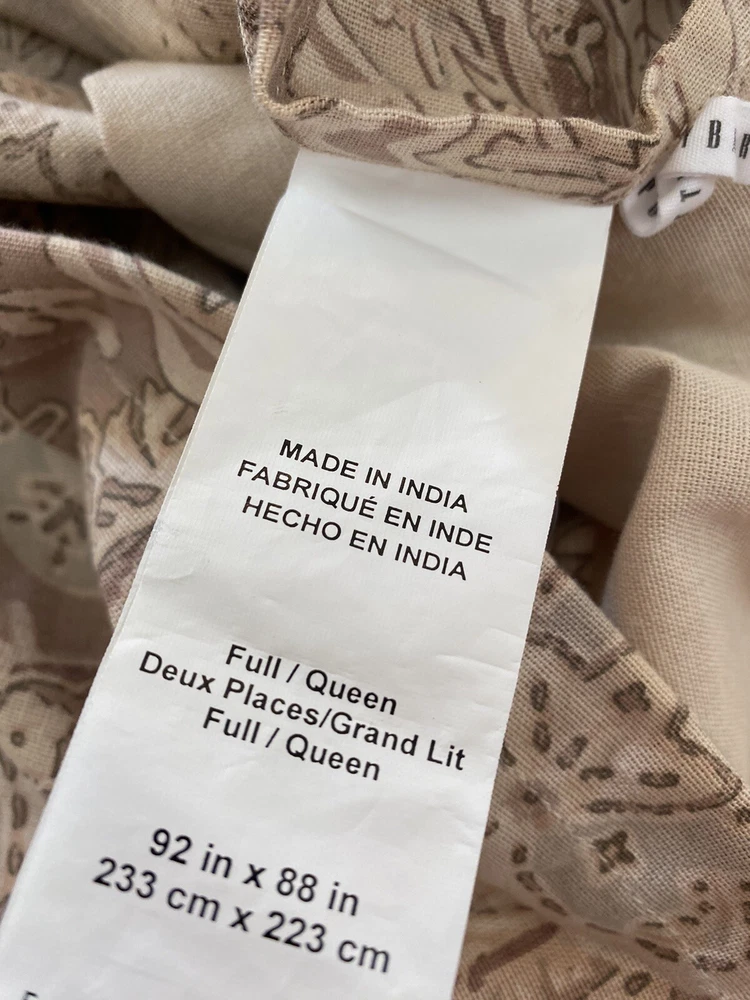 MADE IN INDIA
FABRIQUÉ EN INDE
HECHO EN INDIA
Full / Queen
Deux Places/Grand Lit
Full / Queen
92 in x 88 in
233 cm x 223 cm